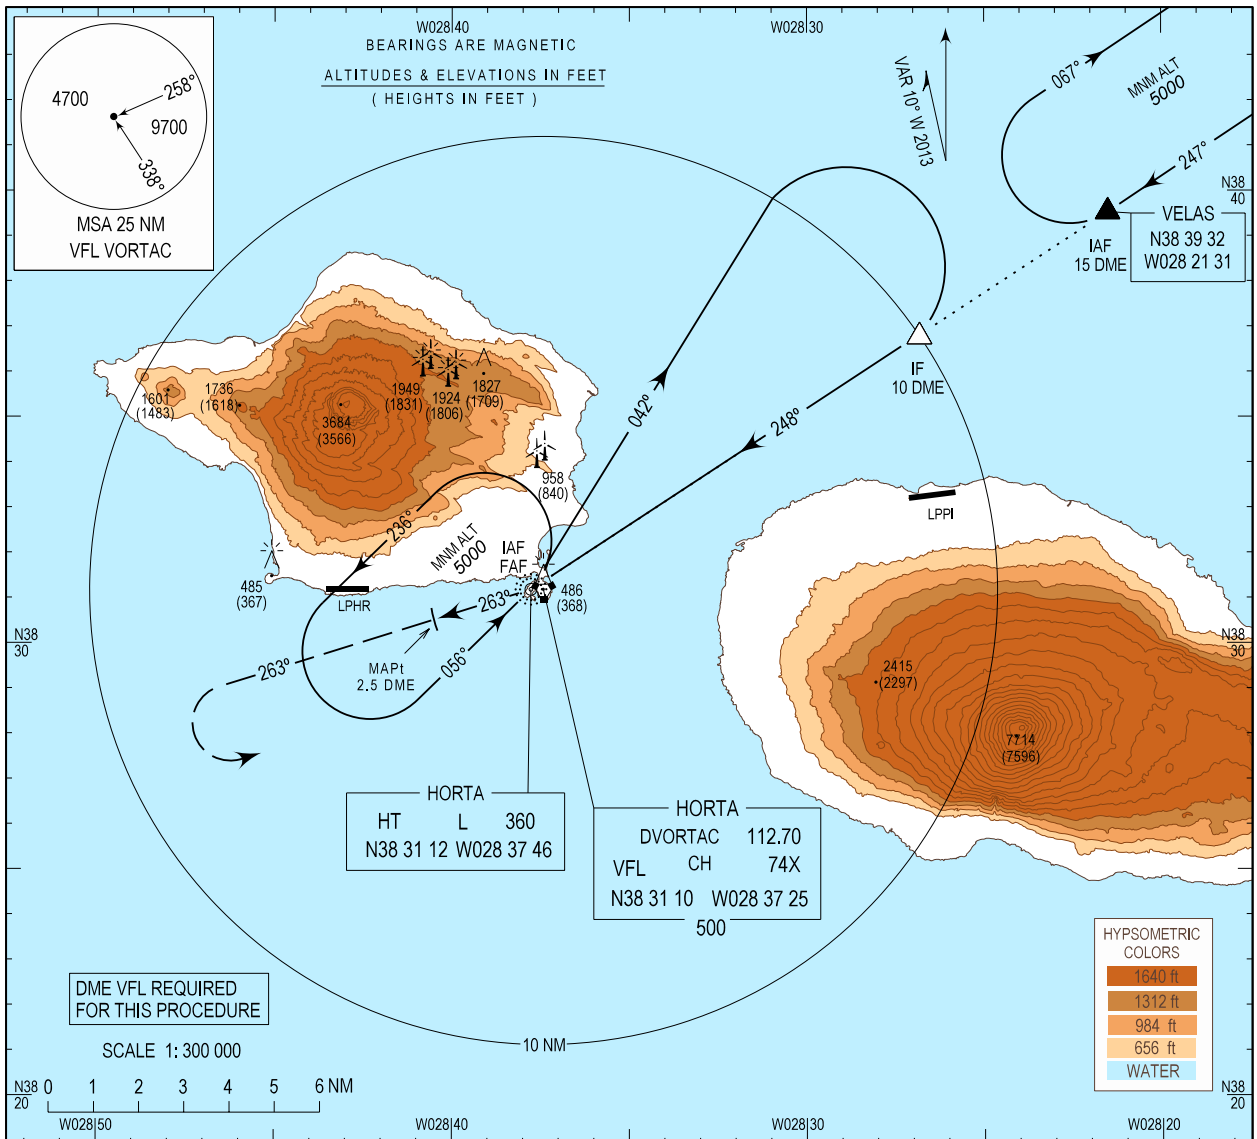 W028 40
W028 30
BEARINGS ARE MAGNETIC
ALTITUDES & ELEVATIONS IN FEET
( HEIGHTS IN FEET )
4700
258°
9700
338°
MSA 25 NM
VFL VORTAC
VAR 10° W 2013
067°
MNM ALT
5000
247°
N38
40
VELAS
N38 39 32
W028 21 31
IAF
15 DME
IF
10 DME
1601
(1483)
1736
(1618)
3684
(3566)
1949
(1831)
1924
(1806)
1827
(1709)
958
(840)
042°
248°
236°
MNM ALT
5000
IAF
FAF
LPPI
485
(367)
LPHR
263°
486
(368)
MAPt
2.5 DME
056°
263°
N38
30
N38
30
2415
(2297)
7714
(7596)
HORTA
HT L 360
N38 31 12 W028 37 46
HORTA
DVORTAC 112.70
VFL CH 74X
N38 31 10 W028 37 25
500
DME VFL REQUIRED
FOR THIS PROCEDURE
SCALE 1: 300 000
0 1 2 3 4 5 6 NM
10 NM
HYPSOMETRIC
COLORS
1640 ft
1312 ft
984 ft
656 ft
WATER
N38
20
N38
20
W028 50
W028 40
W028 30
W028 20